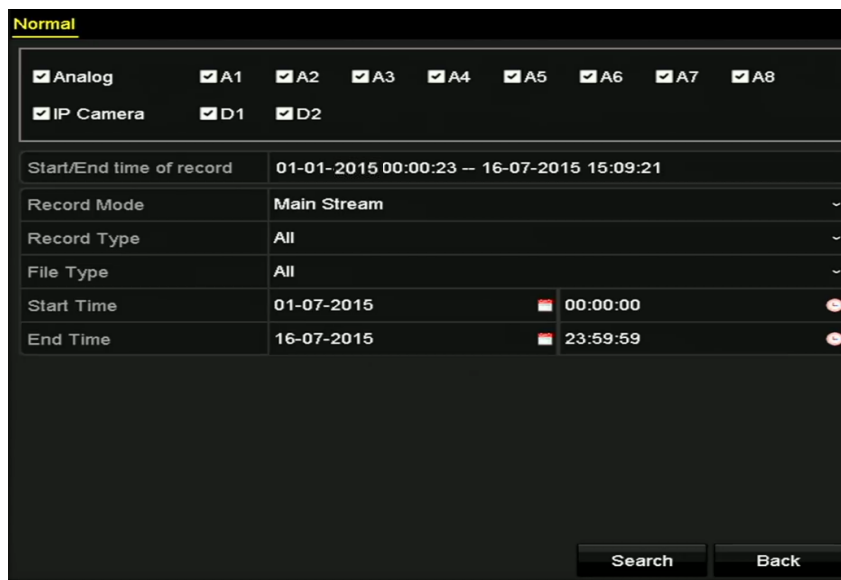 Normal
Analog A1 A2 A3 A4 A5 A6 A7 A8
IP Camera D1 D2
Start/End time of record 01-01-2015 00:00:23 -- 16-07-2015 15:09:21
Record Mode Main Stream
Record Type All
File Type All
Start Time 01-07-2015 00:00:00
End Time 16-07-2015 23:59:59
Search Back